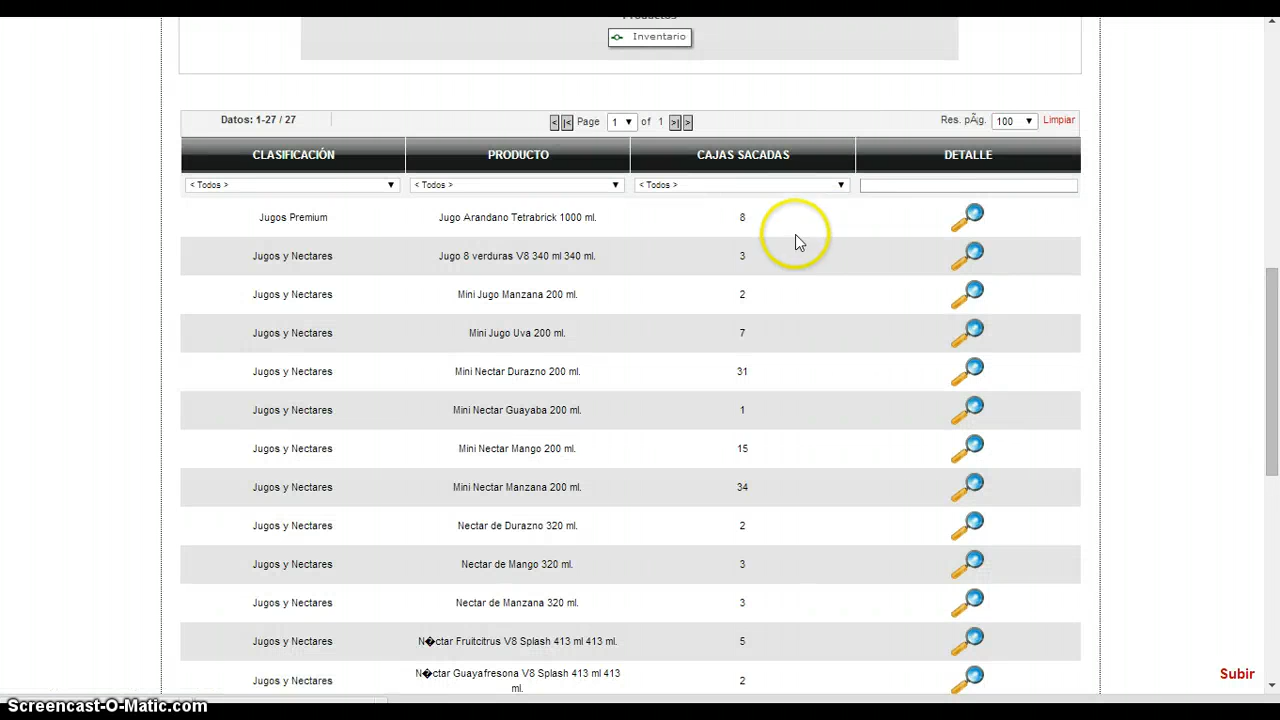 Productos
Inventario
Datos: 1-27 / 27
< |< Page 1 of 1 >| >
Res. pÃ¡g. 100 Limpiar
CLASIFICACIÓN PRODUCTO CAJAS SACADAS DETALLE
< Todos > < Todos > < Todos >
Jugos Premium Jugo Arandano Tetrabrick 1000 ml. 8
Jugos y Nectares Jugo 8 verduras V8 340 ml 340 ml. 3
Jugos y Nectares Mini Jugo Manzana 200 ml. 2
Jugos y Nectares Mini Jugo Uva 200 ml. 7
Jugos y Nectares Mini Nectar Durazno 200 ml. 31
Jugos y Nectares Mini Nectar Guayaba 200 ml. 1
Jugos y Nectares Mini Nectar Mango 200 ml. 15
Jugos y Nectares Mini Nectar Manzana 200 ml. 34
Jugos y Nectares Nectar de Durazno 320 ml. 2
Jugos y Nectares Nectar de Mango 320 ml. 3
Jugos y Nectares Nectar de Manzana 320 ml. 3
Jugos y Nectares N�ctar Fruitcitrus V8 Splash 413 ml 413 ml. 5
Jugos y Nectares N�ctar Guayafresona V8 Splash 413 ml 413 2
ml.
Subir
Screencast-O-Matic.com